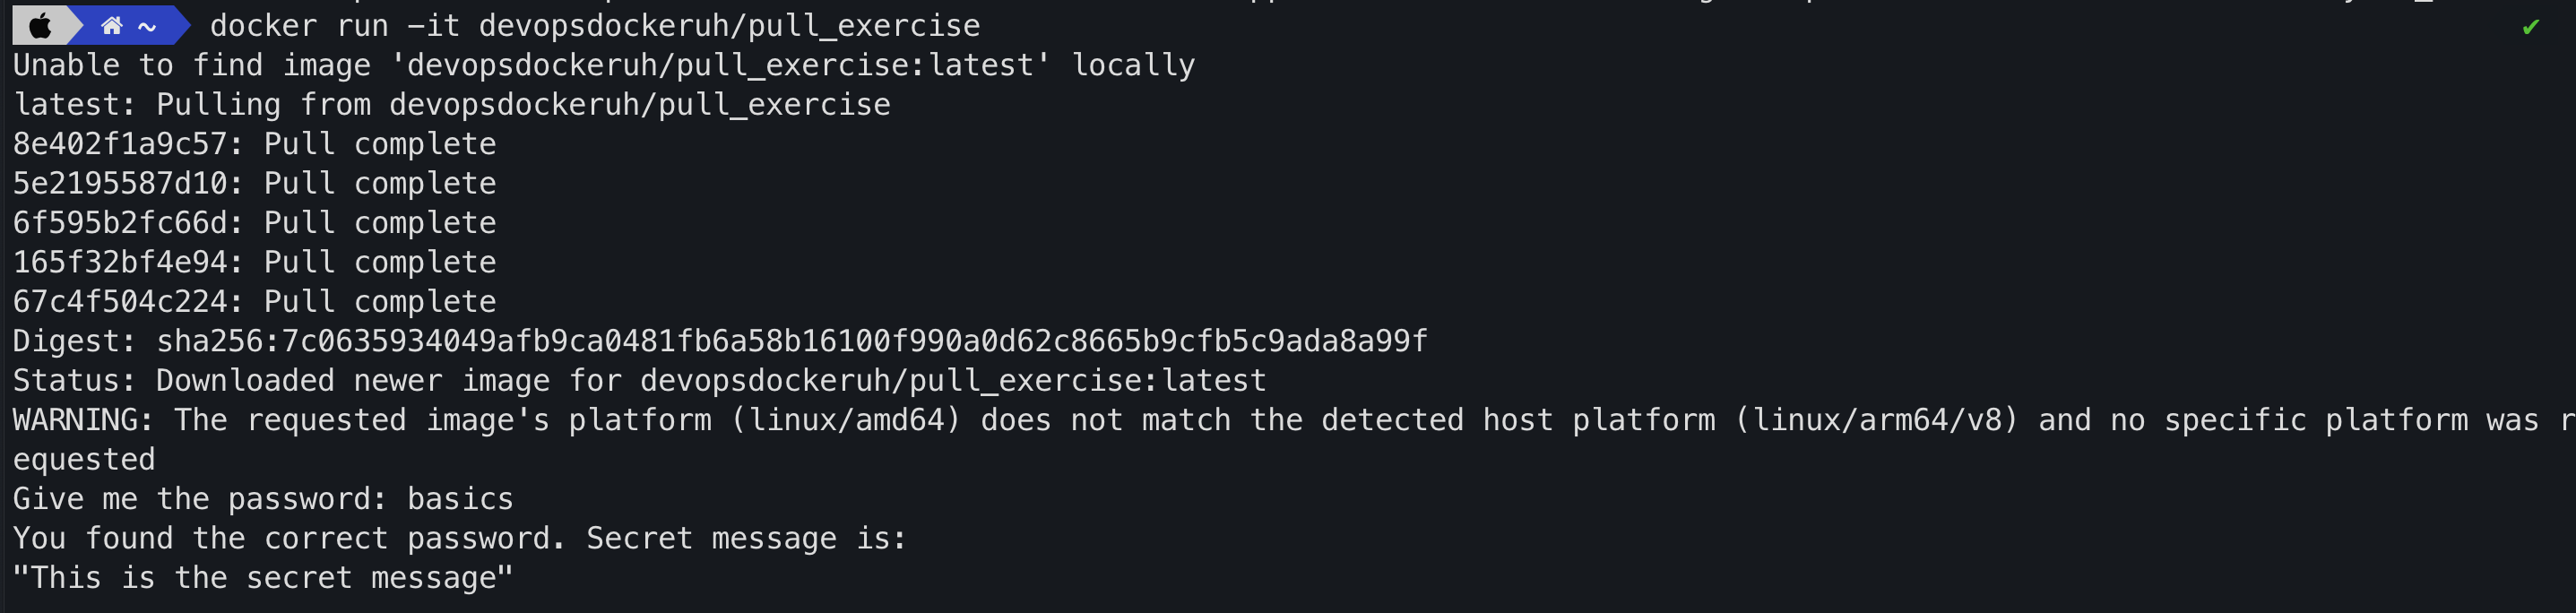 ~ docker run -it devopsdockeruh/pull_exercise ✔
Unable to find image 'devopsdockeruh/pull_exercise:latest' locally
latest: Pulling from devopsdockeruh/pull_exercise
8e402f1a9c57: Pull complete
5e2195587d10: Pull complete
6f595b2fc66d: Pull complete
165f32bf4e94: Pull complete
67c4f504c224: Pull complete
Digest: sha256:7c0635934049afb9ca0481fb6a58b16100f990a0d62c8665b9cfb5c9ada8a99f
Status: Downloaded newer image for devopsdockeruh/pull_exercise:latest
WARNING: The requested image's platform (linux/amd64) does not match the detected host platform (linux/arm64/v8) and no specific platform was r
equested
Give me the password: basics
You found the correct password. Secret message is:
"This is the secret message"